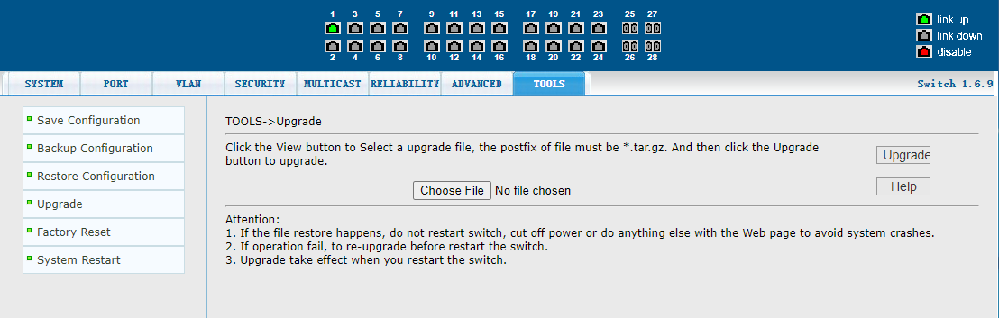 1 3 5 7 9 11 13 15 17 19 21 23 25 27
2 4 6 8 10 12 14 16 18 20 22 24 26 28
link up
link down
disable
SYSTEM PORT VLAN SECURITY MULTICAST RELIABILITY ADVANCED TOOLS Switch 1.6.9
Save Configuration
Backup Configuration
Restore Configuration
Upgrade
Factory Reset
System Restart
TOOLS->Upgrade
Click the View button to Select a upgrade file, the postfix of file must be *.tar.gz. And then click the Upgrade
button to upgrade.
Upgrade
Choose File No file chosen
Help
Attention:
1. If the file restore happens, do not restart switch, cut off power or do anything else with the Web page to avoid system crashes.
2. If operation fail, to re-upgrade before restart the switch.
3. Upgrade take effect when you restart the switch.